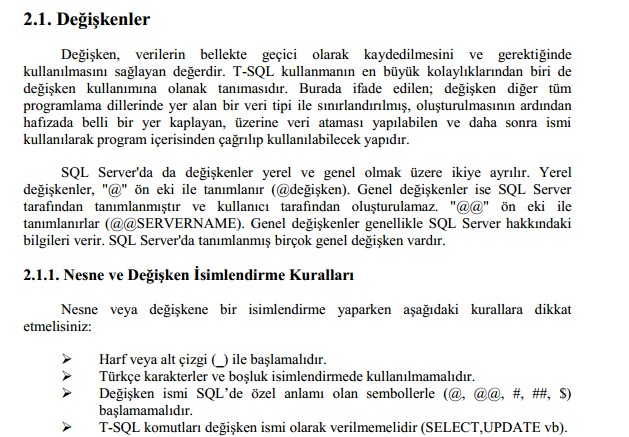 2.1. Değişkenler
Değişken, verilerin bellekte geçici olarak kaydedilmesini ve gerektiğinde
kullanılmasını sağlayan değerdir. T-SQL kullanmanın en büyük kolaylıklarından biri de
değişken kullanımına olanak tanımasıdır. Burada ifade edilen; değişken diğer tüm
programlama dillerinde yer alan bir veri tipi ile sınırlandırılmış, oluşturulmasının ardından
hafızada belli bir yer kaplayan, üzerine veri ataması yapılabilen ve daha sonra ismi
kullanılarak program içerisinden çağrılıp kullanılabilecek yapıdır.
SQL Server'da da değişkenler yerel ve genel olmak üzere ikiye ayrılır. Yerel
değişkenler, "@" ön eki ile tanımlanır (@değişken). Genel değişkenler ise SQL Server
tarafından tanımlanmıştır ve kullanıcı tarafından oluşturulamaz. "@@" ön eki ile
tanımlanırlar (@@SERVERNAME). Genel değişkenler genellikle SQL Server hakkındaki
bilgileri verir. SQL Server'da tanımlanmış birçok genel değişken vardır.
2.1.1. Nesne ve Değişken İsimlendirme Kuralları
Nesne veya değişkene bir isimlendirme yaparken aşağıdaki kurallara dikkat
etmelisiniz:
➢ Harf veya alt çizgi (_) ile başlamalıdır.
➢ Türkçe karakterler ve boşluk isimlendirmede kullanılmamalıdır.
➢ Değişken ismi SQL’de özel anlamı olan sembollerle (@, @@, #, ##, $)
başlamamalıdır.
➢ T-SQL komutları değişken ismi olarak verilmemelidir (SELECT,UPDATE vb).